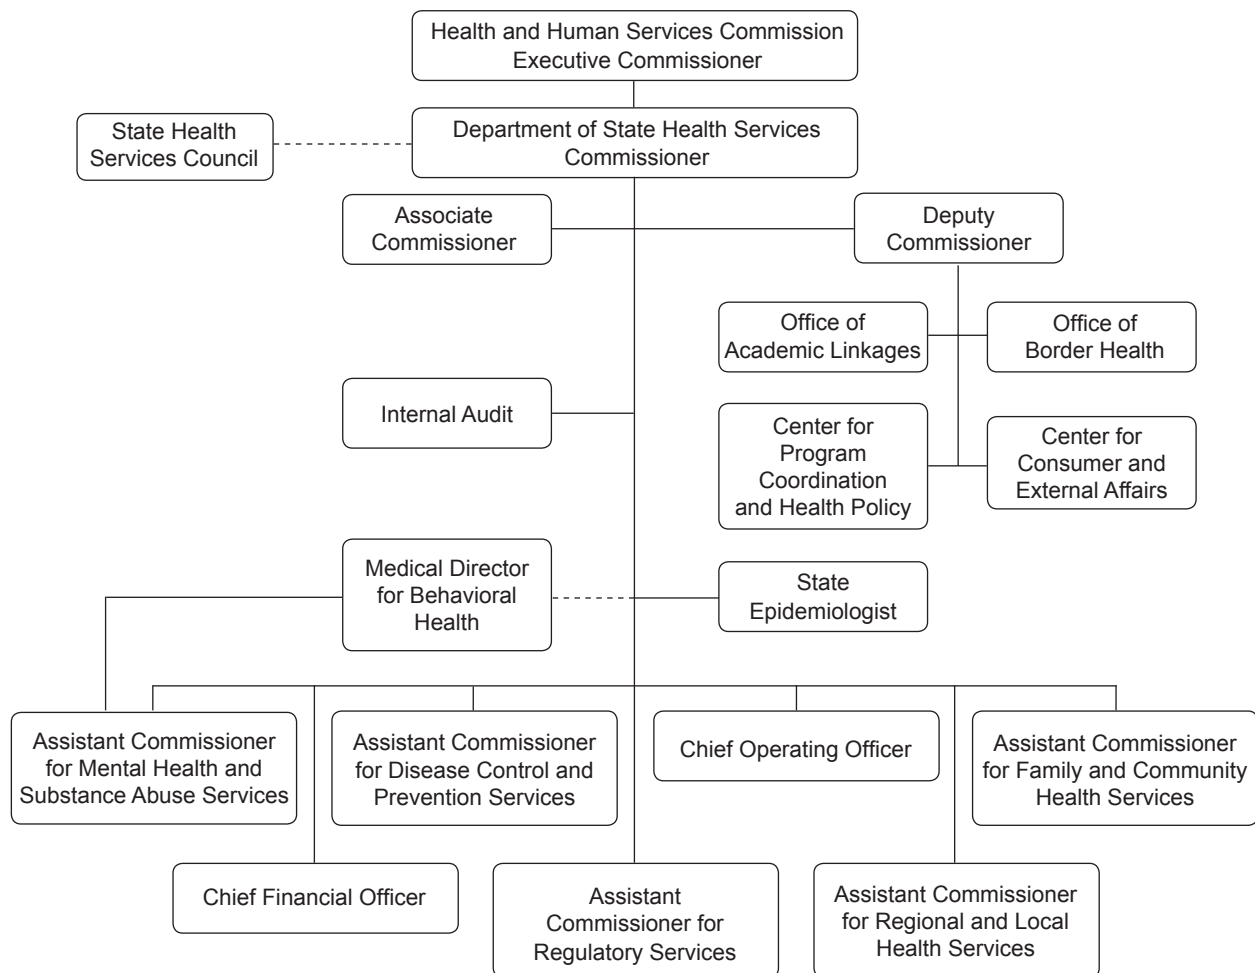 Health and Human Services Commission
Executive Commissioner
State Health
Services Council
Department of State Health Services
Commissioner
Associate
Commissioner
Deputy
Commissioner
Office of
Academic Linkages
Office of
Border Health
Internal Audit
Center for
Program
Coordination
and Health Policy
Center for
Consumer and
External Affairs
Medical Director
for Behavioral
Health
State
Epidemiologist
Assistant Commissioner
for Mental Health and
Substance Abuse Services
Assistant Commissioner
for Disease Control and
Prevention Services
Chief Operating Officer
Assistant Commissioner
for Family and Community
Health Services
Chief Financial Officer
Assistant
Commissioner for
Regulatory Services
Assistant Commissioner
for Regional and Local
Health Services